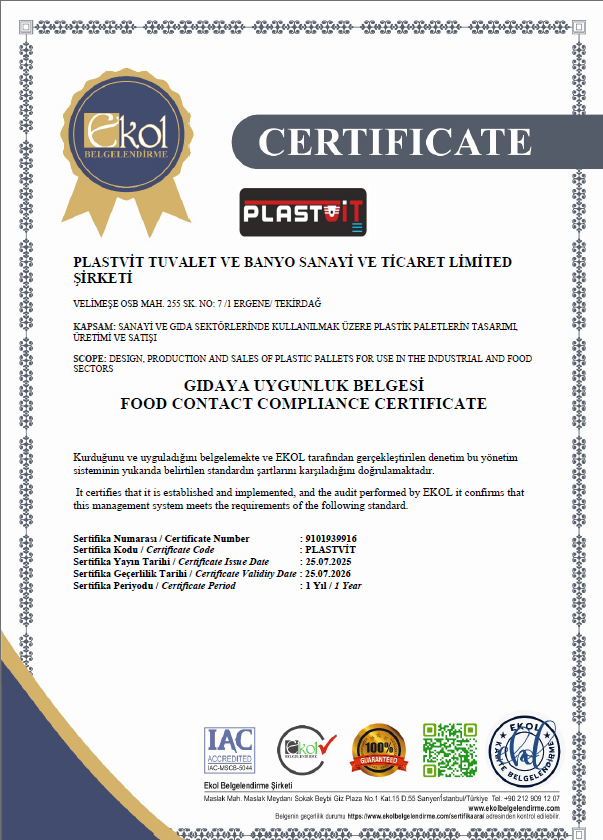 Ekol
BELGELENDİRME
CERTIFICATE
PLASTVİT
PLASTVİT TUVALET VE BANYO SANAYİ VE TİCARET LİMİTED
ŞİRKETİ
VELİMEŞE OSB MAH. 255 SK. NO: 7 /1 ERGENE/ TEKİRDAĞ
KAPSAM: SANAYİ VE GIDA SEKTÖRLERİNDE KULLANILMAK ÜZERE PLASTİK PALETLERİN TASARIMI,
ÜRETİMİ VE SATIŞI
SCOPE: DESIGN, PRODUCTION AND SALES OF PLASTIC PALLETS FOR USE IN THE INDUSTRIAL AND FOOD
SECTORS
GIDAYA UYGUNLUK BELGESİ
FOOD CONTACT COMPLIANCE CERTIFICATE
Kurduğunu ve uyguladığını belgelemekte ve EKOL tarafından gerçekleştirilen denetim bu yönetim
sisteminin yukarıda belirtilen standardın şartlarını karşıladığını doğrulamaktadır.
It certifies that it is established and implemented, and the audit performed by EKOL it confirms that
this management system meets the requirements of the following standard.
Sertifika Numarası / Certificate Number : 9101939916
Sertifika Kodu / Certificate Code : PLASTVİT
Sertifika Yayın Tarihi / Certificate Issue Date : 25.07.2025
Sertifika Geçerlilik Tarihi / Certificate Validity Date : 25.07.2026
Sertifika Periyodu / Certificate Period : 1 Yıl / 1 Year
IAC
ACCREDITED
IAC-MSCB-5044
Ekol
100%
GUARANTEED
EKOL
KALİTE BELGELENDİRME
Ekol Belgelendirme Şirketi
Maslak Mah. Maslak Meydanı Sokak Beybi Giz Plaza No.1 Kat.15 D.55 Sarıyer/İstanbul/Türkiye Tel. +90 212 909 12 07
www.ekolbelgelendirme.com
Belgenin geçerlilik durumu https://www.ekolbelgelendirme.com/sertifikaara/ adresinden kontrol edilebilir.